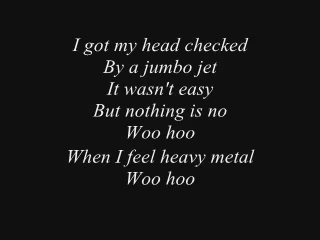 I got my head checked
By a jumbo jet
It wasn't easy
But nothing is no
Woo hoo
When I feel heavy metal
Woo hoo